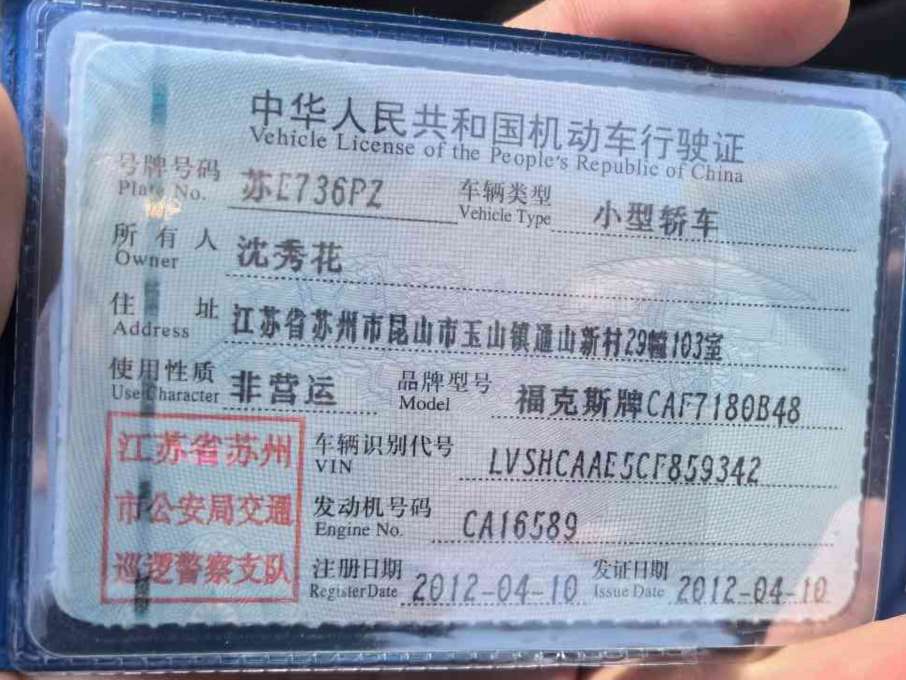 中华人民共和国机动车行驶证
Vehicle License of the People's Republic of China
号牌号码 苏E736PZ 车辆类型 小型轿车
Plate No. Vehicle Type
所有人 沈秀花
Owner
住址 江苏省苏州市昆山市玉山镇通山新村29幢103室
Address
使用性质 非营运 品牌型号 福克斯牌CAF7180B48
Use Character Model
江苏省苏州
市公安局交通
巡逻警察支队
车辆识别代号 LVSHCAAE5CF859342
VIN
发动机号码 CA16589
Engine No.
注册日期 2012-04-10 发证日期 2012-04-10
Register Date Issue Date